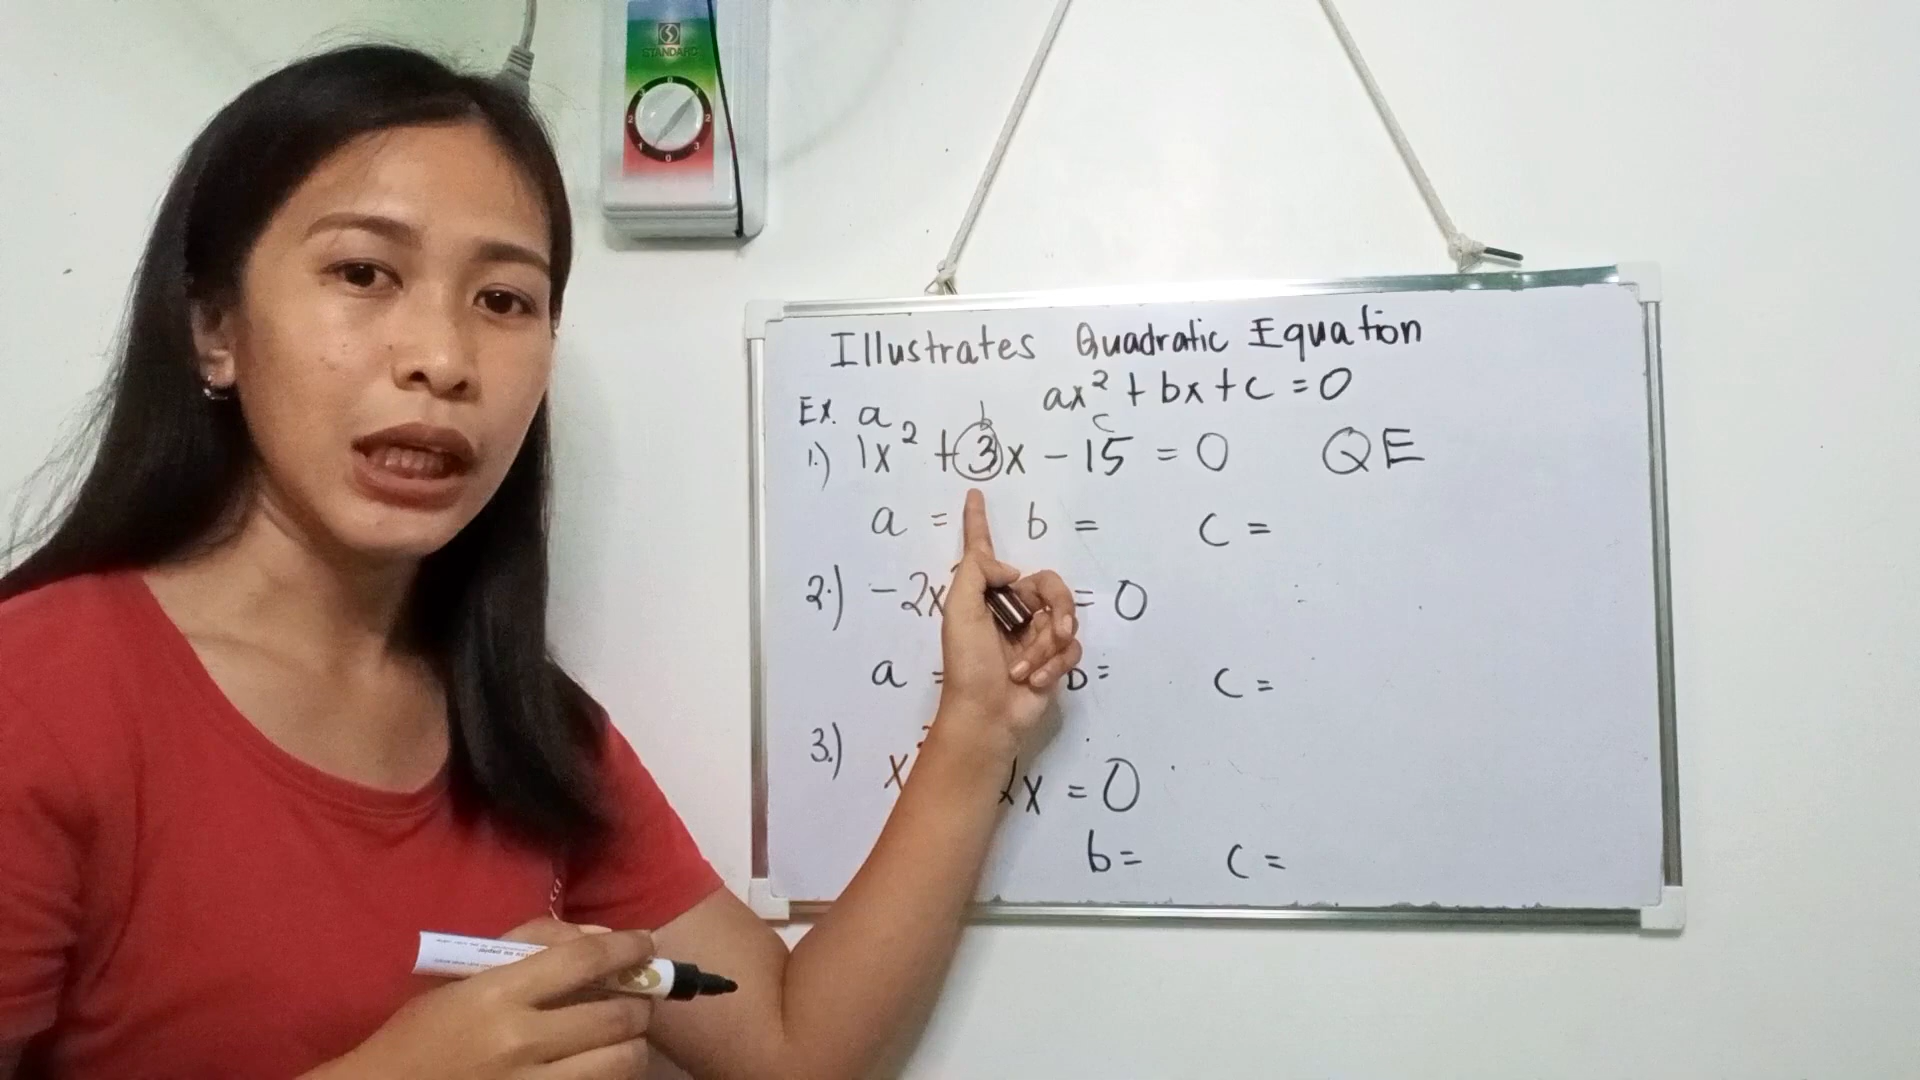 STANDARD
Illustrates Quadratic Equation
ax² + bx + c = 0
Ex. a b c
1.) 1x² + 3x - 15 = 0 QE
a = b = c =
2.) -2x = 0
a = b = c =
3.) x 2x = 0
b = c =